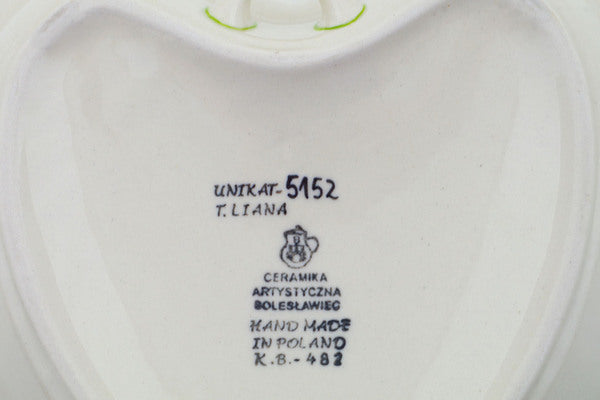 UNIKAT-5152
T. LIANA
CERAMIKA
ARTYSTYCZNA
BOLESŁAWIEC
HAND MADE
IN POLAND
K.B.-482